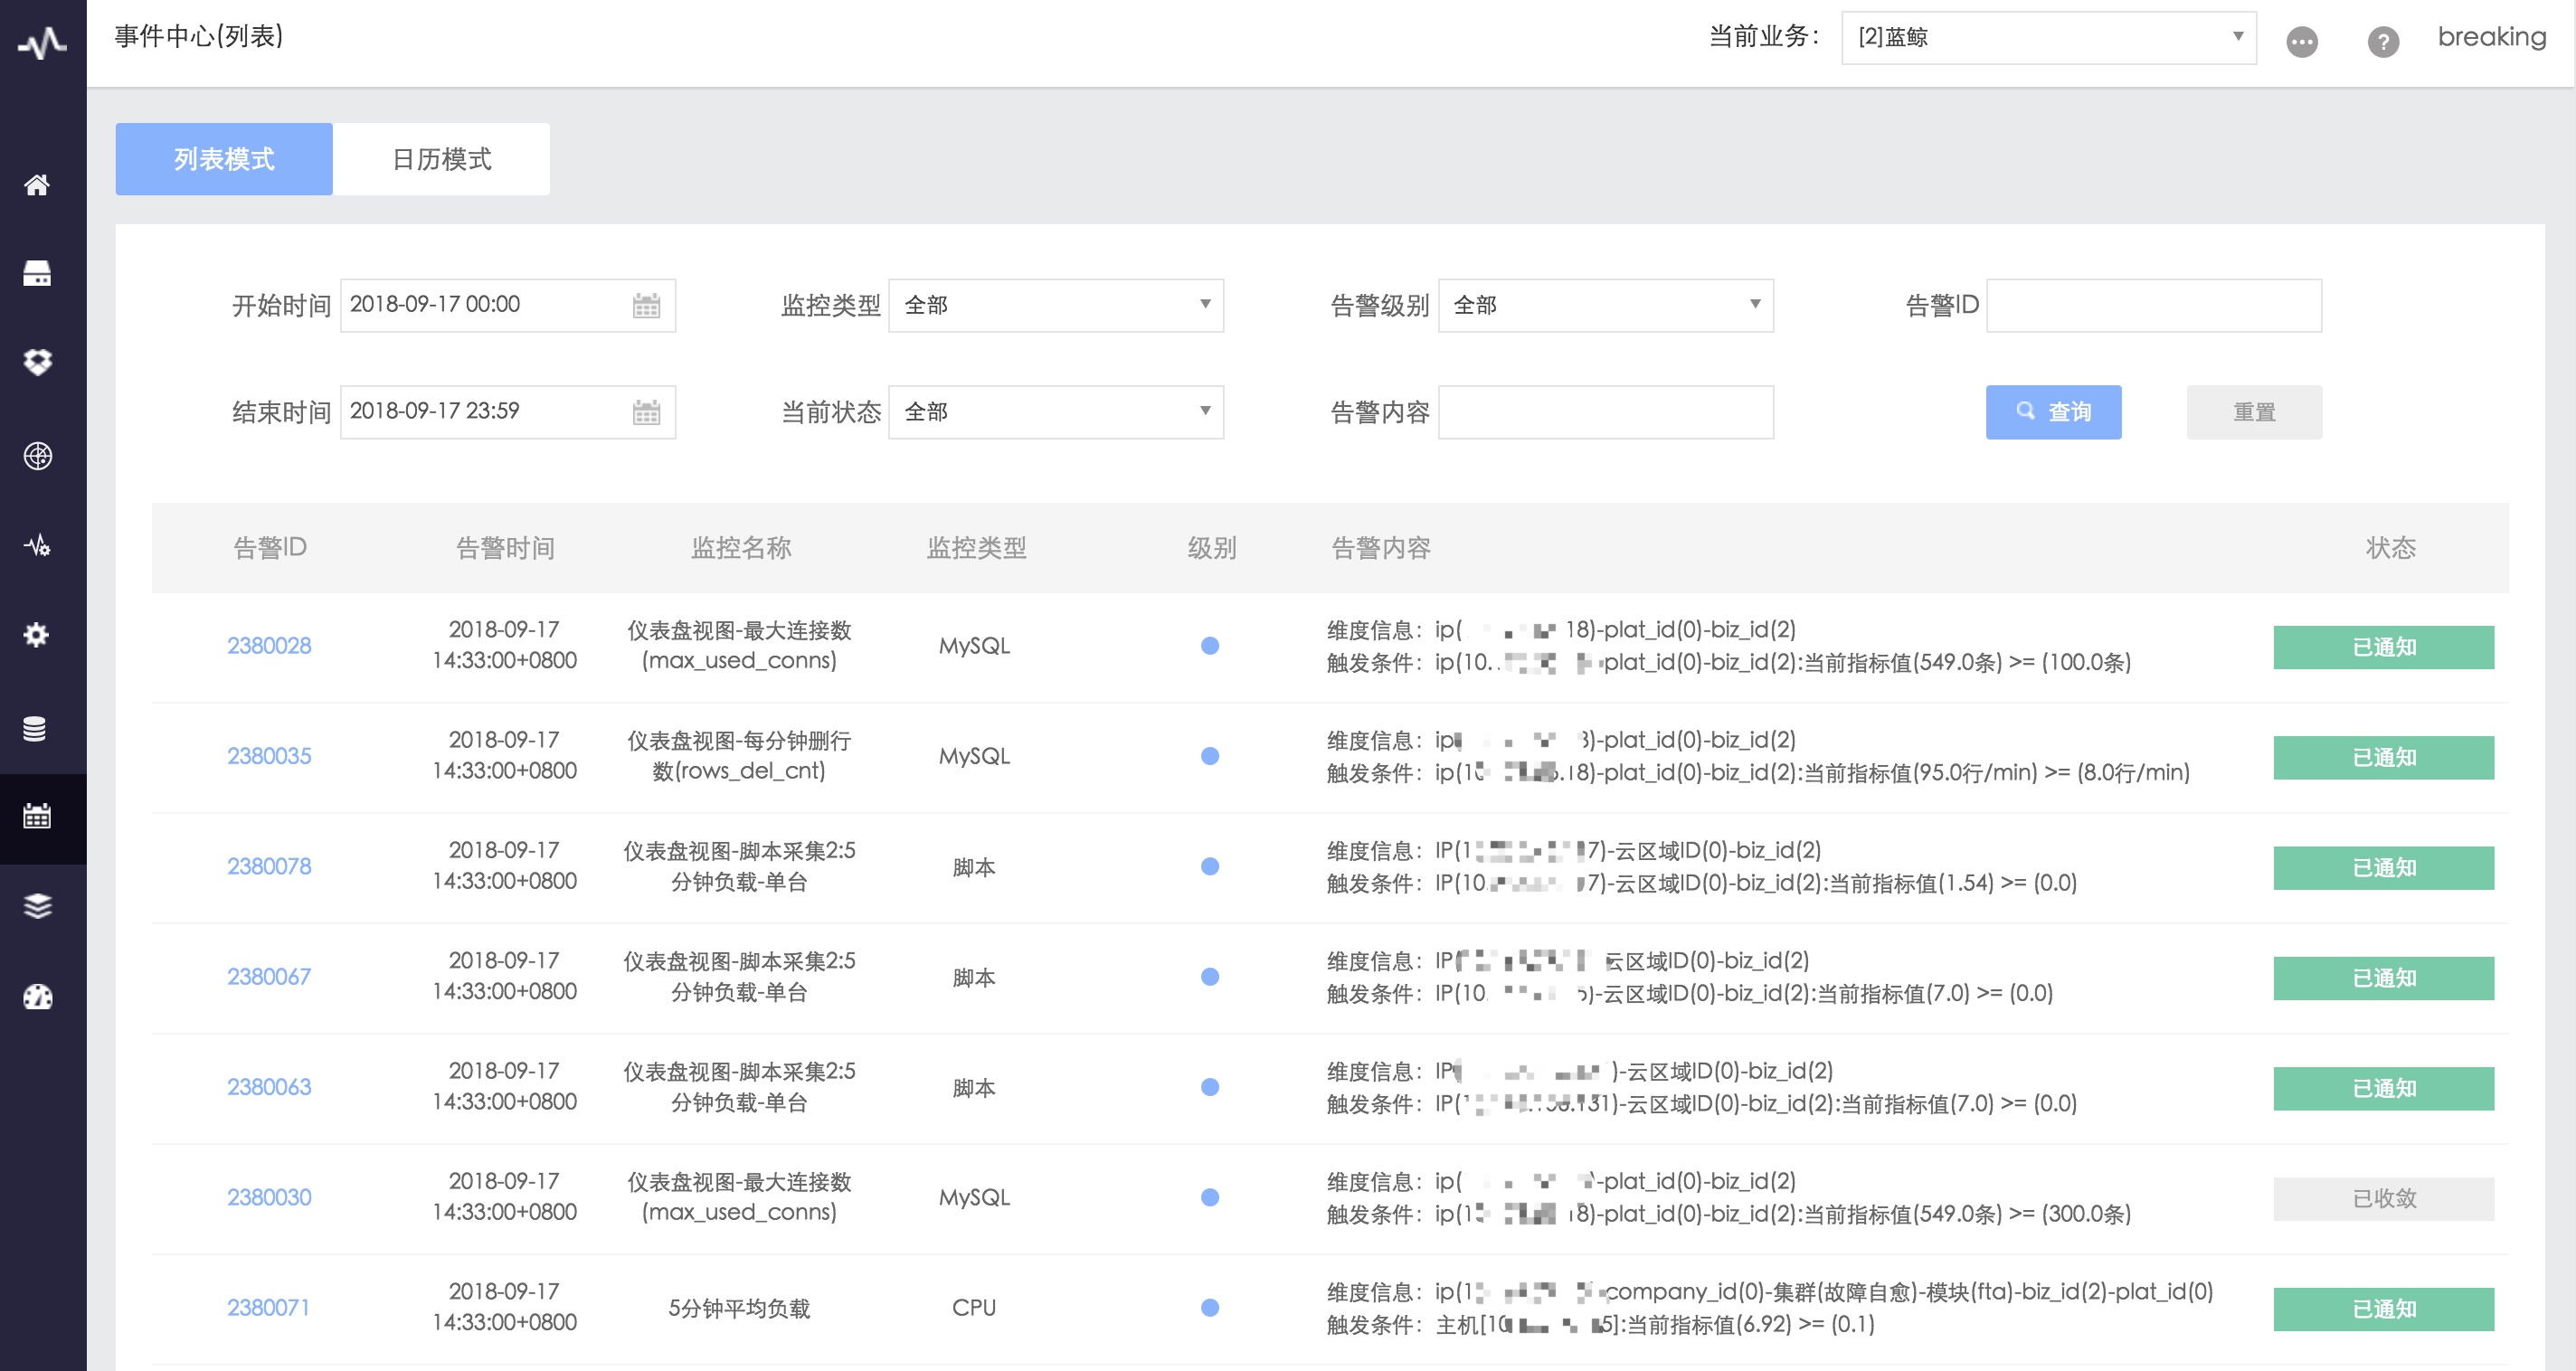 事件中心(列表)
当前业务：
[2]蓝鲸
breaking
列表模式
日历模式
开始时间
2018-09-17 00:00
监控类型
全部
告警级别
全部
告警ID
结束时间
2018-09-17 23:59
当前状态
全部
告警内容
查询
重置
告警ID
告警时间
监控名称
监控类型
级别
告警内容
状态
2380028
2018-09-17
14:33:00+0800
仪表盘视图-最大连接数
(max_used_conns)
MySQL
维度信息：ip( 18)-plat_id(0)-biz_id(2)
触发条件：ip(10. -plat_id(0)-biz_id(2):当前指标值(549.0条) >= (100.0条)
已通知
2380035
2018-09-17
14:33:00+0800
仪表盘视图-每分钟删行
数(rows_del_cnt)
MySQL
维度信息：ip )-plat_id(0)-biz_id(2)
触发条件：ip( .18)-plat_id(0)-biz_id(2):当前指标值(95.0行/min) >= (8.0行/min)
已通知
2380078
2018-09-17
14:33:00+0800
仪表盘视图-脚本采集2:5
分钟负载-单台
脚本
维度信息：IP(1 7)-云区域ID(0)-biz_id(2)
触发条件：IP(10. 7)-云区域ID(0)-biz_id(2):当前指标值(1.54) >= (0.0)
已通知
2380067
2018-09-17
14:33:00+0800
仪表盘视图-脚本采集2:5
分钟负载-单台
脚本
维度信息：IP( 云区域ID(0)-biz_id(2)
触发条件：IP(10. )-云区域ID(0)-biz_id(2):当前指标值(7.0) >= (0.0)
已通知
2380063
2018-09-17
14:33:00+0800
仪表盘视图-脚本采集2:5
分钟负载-单台
脚本
维度信息：IP )-云区域ID(0)-biz_id(2)
触发条件：IP( .131)-云区域ID(0)-biz_id(2):当前指标值(7.0) >= (0.0)
已通知
2380030
2018-09-17
14:33:00+0800
仪表盘视图-最大连接数
(max_used_conns)
MySQL
维度信息：ip( -plat_id(0)-biz_id(2)
触发条件：ip(1 8)-plat_id(0)-biz_id(2):当前指标值(549.0条) >= (300.0条)
已收敛
2380071
2018-09-17
14:33:00+0800
5分钟平均负载
CPU
维度信息：ip(1 company_id(0)-集群(故障自愈)-模块(fta)-biz_id(2)-plat_id(0)
触发条件：主机[10 5]:当前指标值(6.92) >= (0.1)
已通知